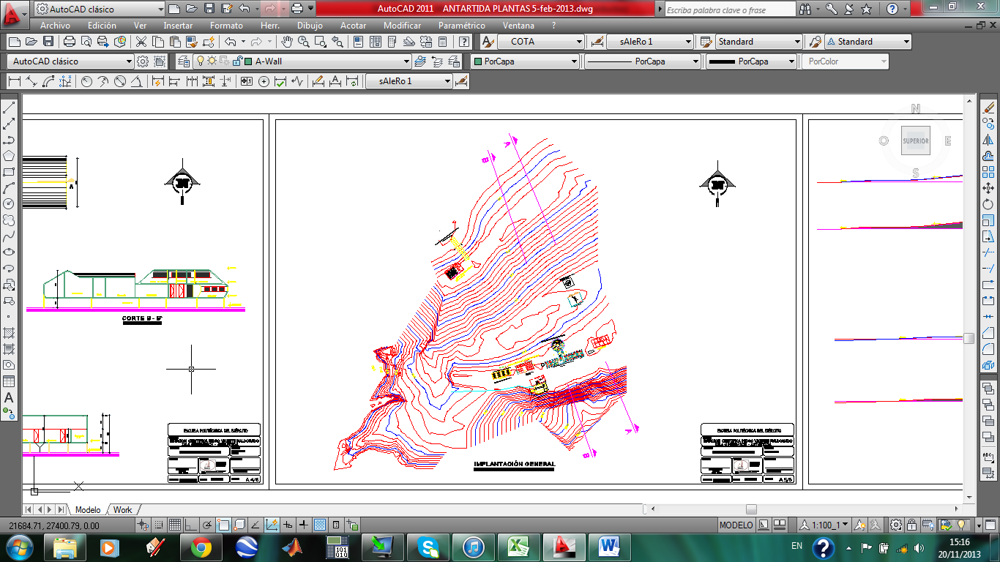 AutoCAD clásico
AutoCAD 2011 ANTARTIDA PLANTAS 5-feb-2013.dwg
Escriba palabra clave o frase
Archivo Edición Ver Insertar Formato Herr. Dibujo Acotar Modificar Paramétrico Ventana ?
COTA sAleRo 1 Standard Standard
AutoCAD clásico A-Wall PorCapa PorCapa PorCapa PorColor
sAleRo 1
N
O SUPERIOR E
S
A
B
A
N
N
CORTE B - B'
ESCUELA POLITÉCNICA DEL EJÉRCITO
A 4/6
IMPLANTACIÓN GENERAL
A
B
ESCUELA POLITÉCNICA DEL EJÉRCITO
A 5/6
Modelo Work
21684.71, 27400.79, 0.00 MODELO 1:100_1
EN 15:16
20/11/2013